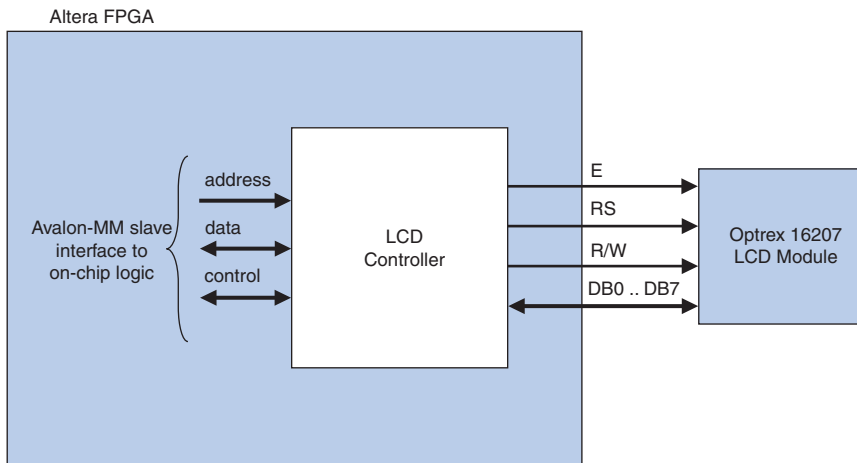 Altera FPGA
Avalon-MM slave
interface to
on-chip logic
address
data
control
LCD
Controller
E
RS
R/W
DB0 .. DB7
Optrex 16207
LCD Module